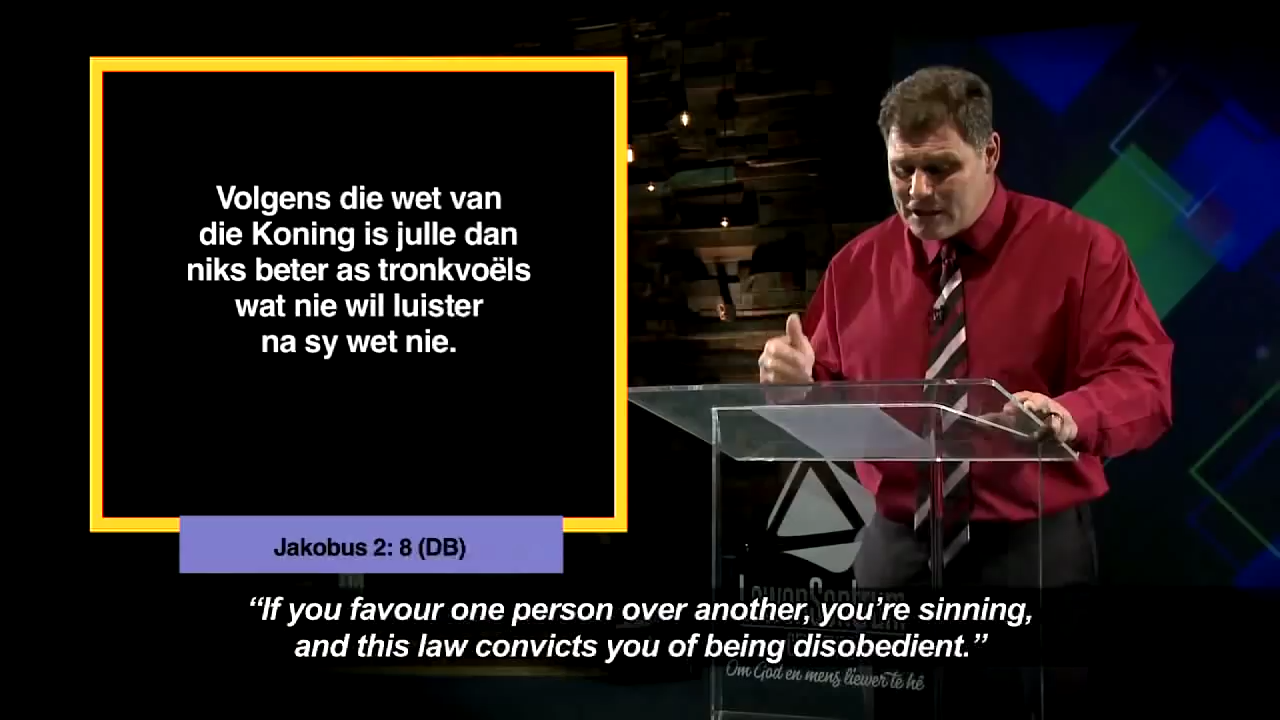 Volgens die wet van
die Koning is julle dan
niks beter as tronkvoëls
wat nie wil luister
na sy wet nie.
Jakobus 2: 8 (DB)
“If you favour one person over another, you’re sinning,
and this law convicts you of being disobedient.”
LewenSentrum
Om God en mens liewer te hê